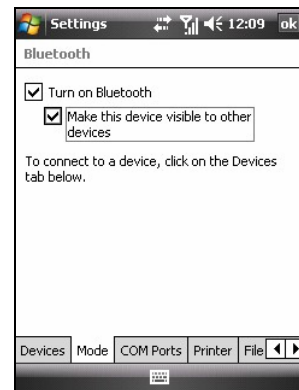 Settings 12:09 ok
Bluetooth
Turn on Bluetooth
Make this device visible to other
devices
To connect to a device, click on the Devices
tab below.
Devices Mode COM Ports Printer File